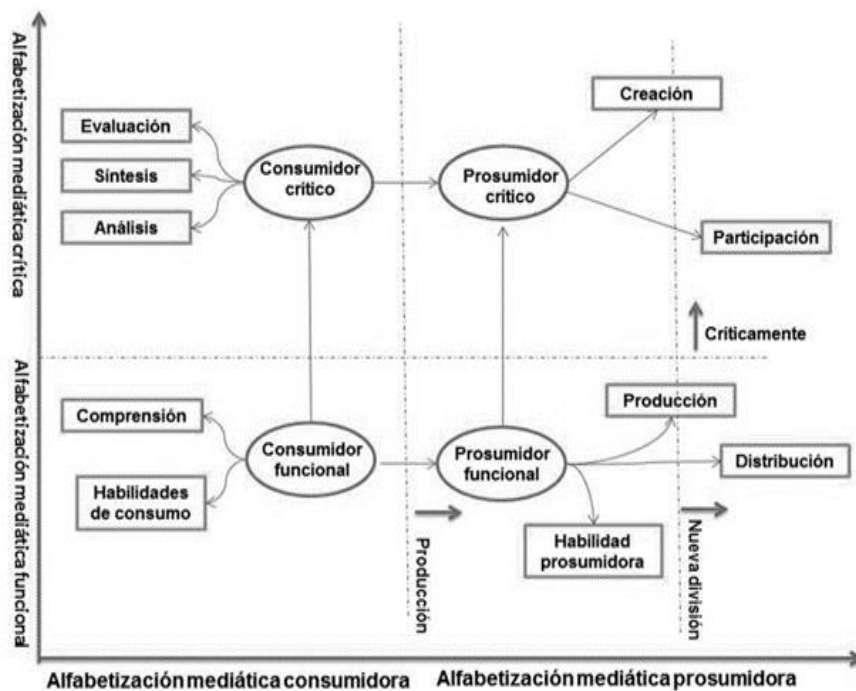 Alfabetización mediática crítica
Alfabetización mediática funcional
Evaluación
Síntesis
Análisis
Consumidor
crítico
Prosumidor
crítico
Creación
Participación
Críticamente
Comprensión
Habilidades
de consumo
Consumidor
funcional
Prosumidor
funcional
Producción
Distribución
Habilidad
prosumidora
Producción
Nueva división
Alfabetización mediática consumidora
Alfabetización mediática prosumidora